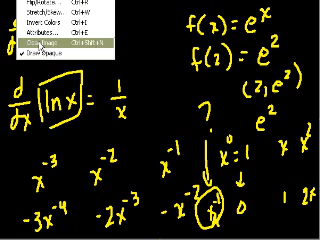 Flip/Rotate... Ctrl+R
Stretch/Skew... Ctrl+W
Invert Colors Ctrl+I
Attributes... Ctrl+E
Clear Image Ctrl+Shft+N
Draw Opaque
f(x) = e^x
f(2) = e^2
(2, e^2)
e^2
d/dx [ln x] = 1/x
?
x^-3 x^-2 x^-1 x^0 = 1 x x^2
-3x^-4 -2x^-3 -x^-2 x^-1 0 1 2x